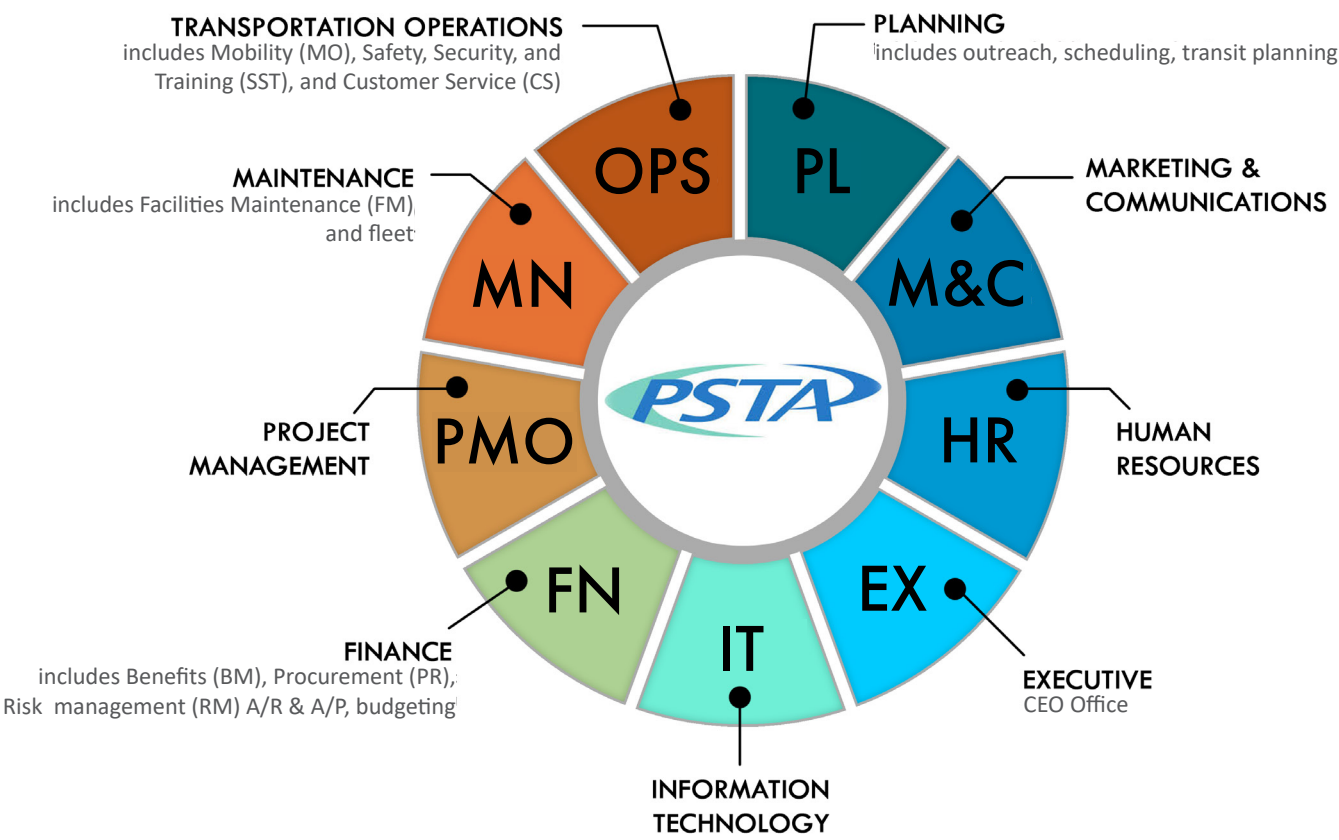 TRANSPORTATION OPERATIONS
includes Mobility (MO), Safety, Security, and
Training (SST), and Customer Service (CS)
PLANNING
includes outreach, scheduling, transit planning
OPS
PL
MAINTENANCE
includes Facilities Maintenance (FM),
and fleet
MARKETING &
COMMUNICATIONS
MN
M&C
PSTA
PROJECT
MANAGEMENT
PMO
HR
HUMAN
RESOURCES
FN
EX
IT
FINANCE
includes Benefits (BM), Procurement (PR),
Risk management (RM) A/R & A/P, budgeting
EXECUTIVE
CEO Office
INFORMATION
TECHNOLOGY